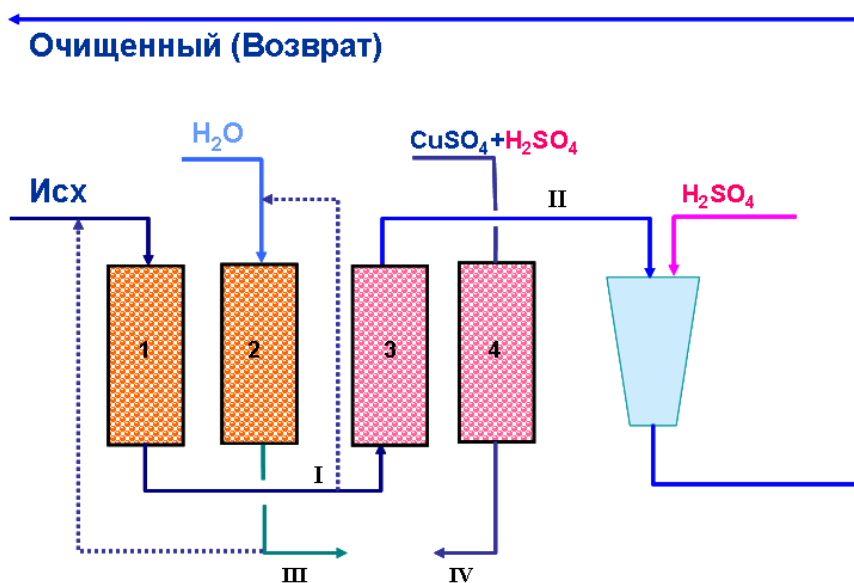 Очищенный (Возврат)
H₂O
CuSO₄+H₂SO₄
Исх
II
H₂SO₄
1
2
3
4
I
III
IV